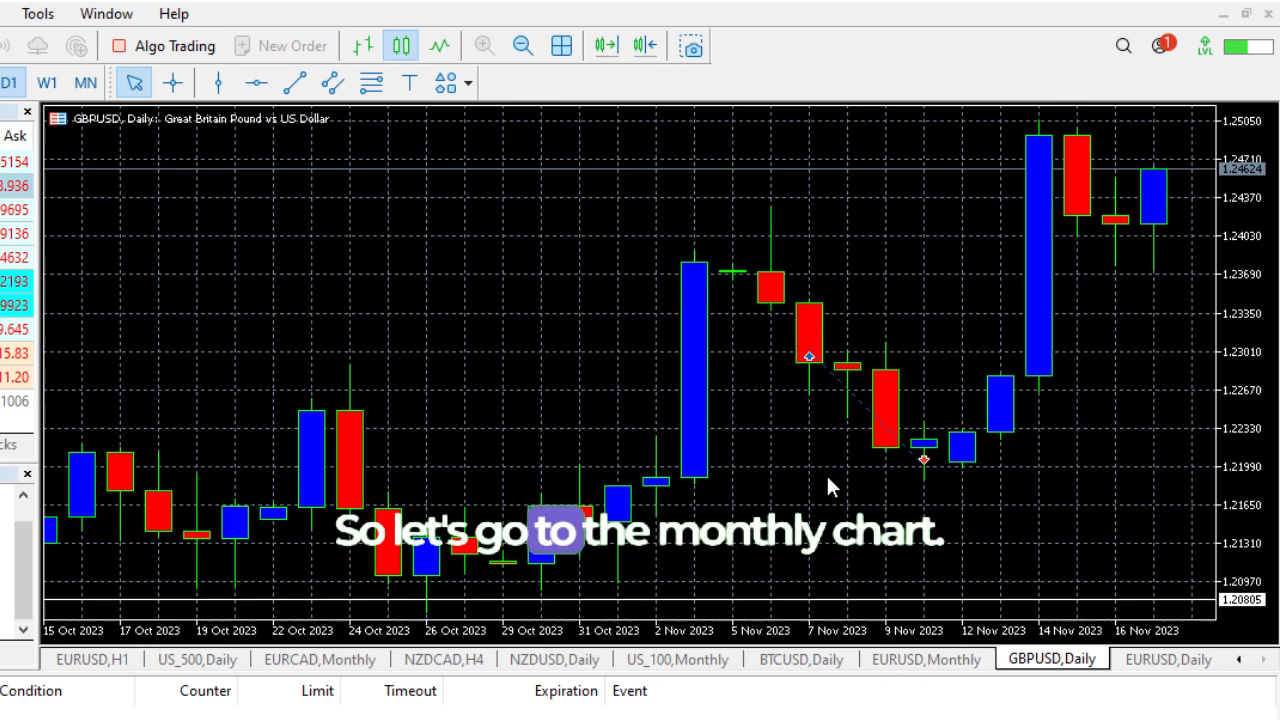 Tools Window Help
Algo Trading New Order 1 LVL
D1 W1 MN
GBPUSD, Daily: Great Britain Pound vs US Dollar
Ask
5154
3.936
9695
9136
4632
2193
9923
9.645
15.83
11.20
1006
cks
1.25050
1.24710
1.24624
1.24370
1.24030
1.23690
1.23350
1.23010
1.22670
1.22330
1.21990
1.21650
1.21310
1.20970
1.20805
So let's go to the monthly chart.
15 Oct 2023 17 Oct 2023 19 Oct 2023 22 Oct 2023 24 Oct 2023 26 Oct 2023 29 Oct 2023 31 Oct 2023 2 Nov 2023 5 Nov 2023 7 Nov 2023 9 Nov 2023 12 Nov 2023 14 Nov 2023 16 Nov 2023
EURUSD,H1 US_500,Daily EURCAD,Monthly NZDCAD,H4 NZDUSD,Daily US_100,Monthly BTCUSD,Daily EURUSD,Monthly GBPUSD,Daily EURUSD,Daily
Condition Counter Limit Timeout Expiration Event